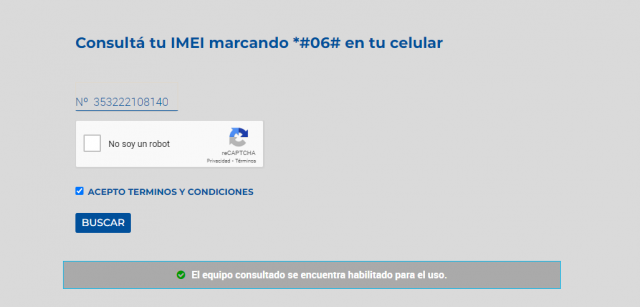 Consultá tu IMEI marcando *#06# en tu celular
Nº 353222108140
No soy un robot
reCAPTCHA
Privacidad - Términos
ACEPTO TERMINOS Y CONDICIONES
BUSCAR
El equipo consultado se encuentra habilitado para el uso.